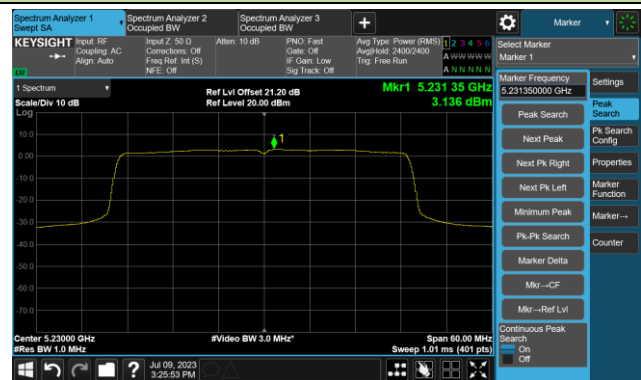 Spectrum Analyzer 1
Swept SA
Spectrum Analyzer 2
Occupied BW
Spectrum Analyzer 3
Occupied BW
+
Marker
KEYSIGHT
Input: RF
Coupling: AC
Align: Auto
Input Z: 50 Ω
Corrections: Off
Freq Ref: Int (S)
NFE: Off
Atten: 10 dB
PNO: Fast
Gate: Off
IF Gain: Low
Sig Track: Off
Avg Type: Power (RMS)
Avg|Hold: 2400/2400
Trig: Free Run
1 2 3 4 5 6
A W W W W W
A N N N N N
LW
Select Marker
Marker 1
1 Spectrum
Scale/Div 10 dB
Log
Ref Lvl Offset 21.20 dB
Ref Level 20.00 dBm
Mkr1 5.231 35 GHz
3.136 dBm
10.0
0.00
-10.0
-20.0
-30.0
-40.0
-50.0
-60.0
-70.0
1
Center 5.23000 GHz
#Res BW 1.0 MHz
#Video BW 3.0 MHz*
Span 60.00 MHz
Sweep 1.01 ms (401 pts)
Marker Frequency
5.231350000 GHz
Peak Search
Next Peak
Next Pk Right
Next Pk Left
Minimum Peak
Pk-Pk Search
Marker Delta
Mkr→CF
Mkr→Ref Lvl
Continuous Peak
Search
On
Off
Settings
Peak
Search
Pk Search
Config
Properties
Marker
Function
Marker→
Counter
?
Jul 09, 2023
3:25:53 PM